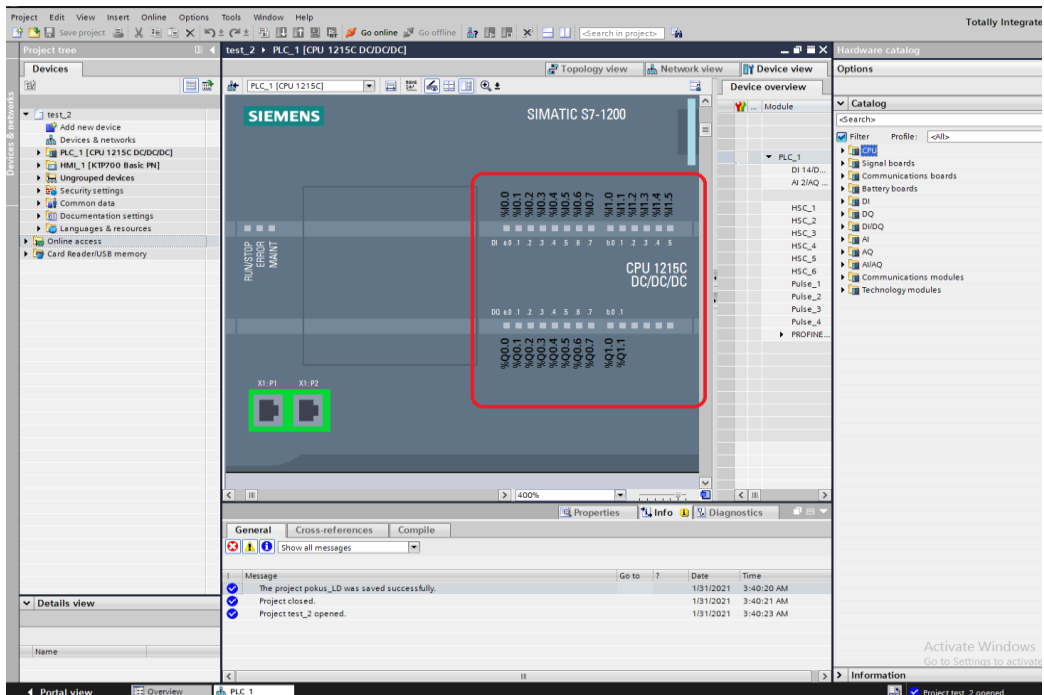 Project Edit View Insert Online Options Tools Window Help
Totally Integrate
Save project Go online Go offline <Search in project>
Project tree
test_2 PLC_1 [CPU 1215C DC/DC/DC]
Hardware catalog
Devices
Topology view Network view Device view
Options
PLC_1 [CPU 1215C]
Device overview
... Module
Devices & networks
test_2
Add new device
Devices & networks
PLC_1 [CPU 1215C DC/DC/DC]
HMI_1 [KTP700 Basic PN]
Ungrouped devices
Security settings
Common data
Documentation settings
Languages & resources
Online access
Card Reader/USB memory
SIEMENS
SIMATIC S7-1200
%I0.0 %I0.1 %I0.2 %I0.3 %I0.4 %I0.5 %I0.6 %I0.7 %I1.0 %I1.1 %I1.2 %I1.3 %I1.4 %I1.5
DI a.0 .1 .2 .3 .4 .5 .6 .7 b.0 .1 .2 .3 .4 .5
RUN/STOP
ERROR
MAINT
CPU 1215C
DC/DC/DC
DQ a.0 .1 .2 .3 .4 .5 .6 .7 b.0 .1
%Q0.0 %Q0.1 %Q0.2 %Q0.3 %Q0.4 %Q0.5 %Q0.6 %Q0.7 %Q1.0 %Q1.1
X1:P1 X1:P2
400%
PLC_1
DI 14/D...
AI 2/AQ ...
HSC_1
HSC_2
HSC_3
HSC_4
HSC_5
HSC_6
Pulse_1
Pulse_2
Pulse_3
Pulse_4
PROFINE...
Catalog
<Search>
Filter Profile: <All>
CPU
Signal boards
Communications boards
Battery boards
DI
DQ
DI/DQ
AI
AQ
AI/AQ
Communications modules
Technology modules
Properties Info Diagnostics
General Cross-references Compile
Show all messages
! Message Go to ? Date Time
The project pokus_LD was saved successfully. 1/31/2021 3:40:20 AM
Project closed. 1/31/2021 3:40:21 AM
Project test_2 opened. 1/31/2021 3:40:23 AM
Details view
Name
Activate Windows
Go to Settings to activate
Information
Portal view Overview PLC_1
Project test_2 opened.